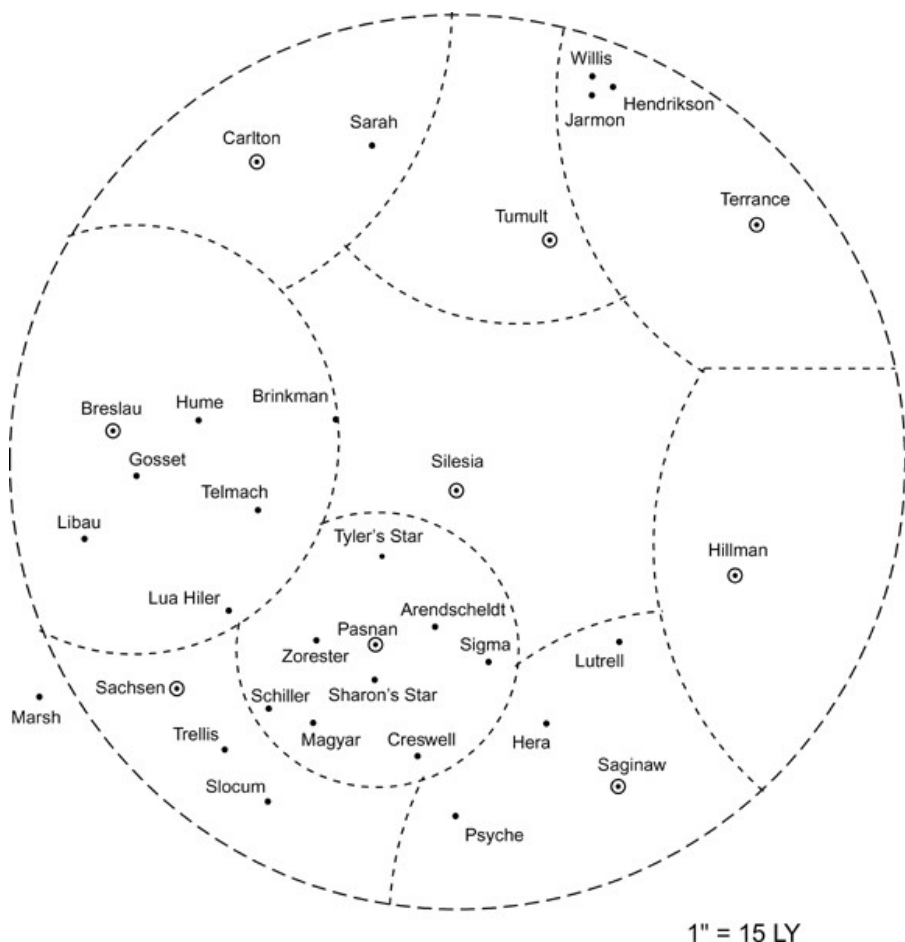 Willis
Hendrikson
Jarmon
Carlton
Sarah
Terrance
Tumult
Brinkman
Hume
Breslau
Gosset
Silesia
Telmach
Libau
Tyler's Star
Hillman
Lua Hiler
Arendscheldt
Pasnan
Zorester
Sigma
Lutrell
Sachsen
Schiller
Sharon's Star
Marsh
Trellis
Magyar
Creswell
Hera
Slocum
Saginaw
Psyche
1" = 15 LY